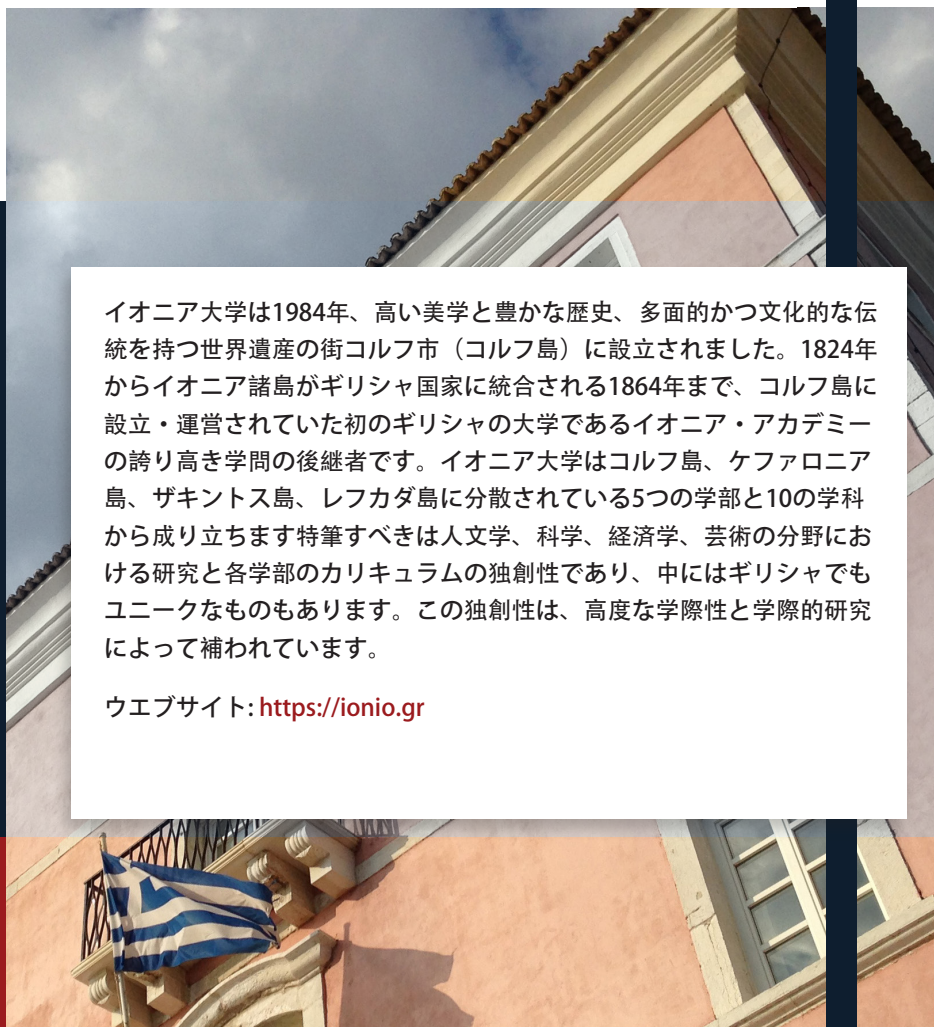 イオニア大学は1984年、高い美学と豊かな歴史、多面的かつ文化的な伝
統を持つ世界遺産の街コルフ市（コルフ島）に設立されました。1824年
からイオニア諸島がギリシャ国家に統合される1864年まで、コルフ島に
設立・運営されていた初のギリシャの大学であるイオニア・アカデミー
の誇り高き学問の後継者です。イオニア大学はコルフ島、ケファロニア
島、ザキントス島、レフカダ島に分散されている5つの学部と10の学科
から成り立ちます特筆すべきは人文学、科学、経済学、芸術の分野にお
ける研究と各学部のカリキュラムの独創性であり、中にはギリシャでも
ユニークなものもあります。この独創性は、高度な学際性と学際的研究
によって補われています。
ウエブサイト: https://ionio.gr